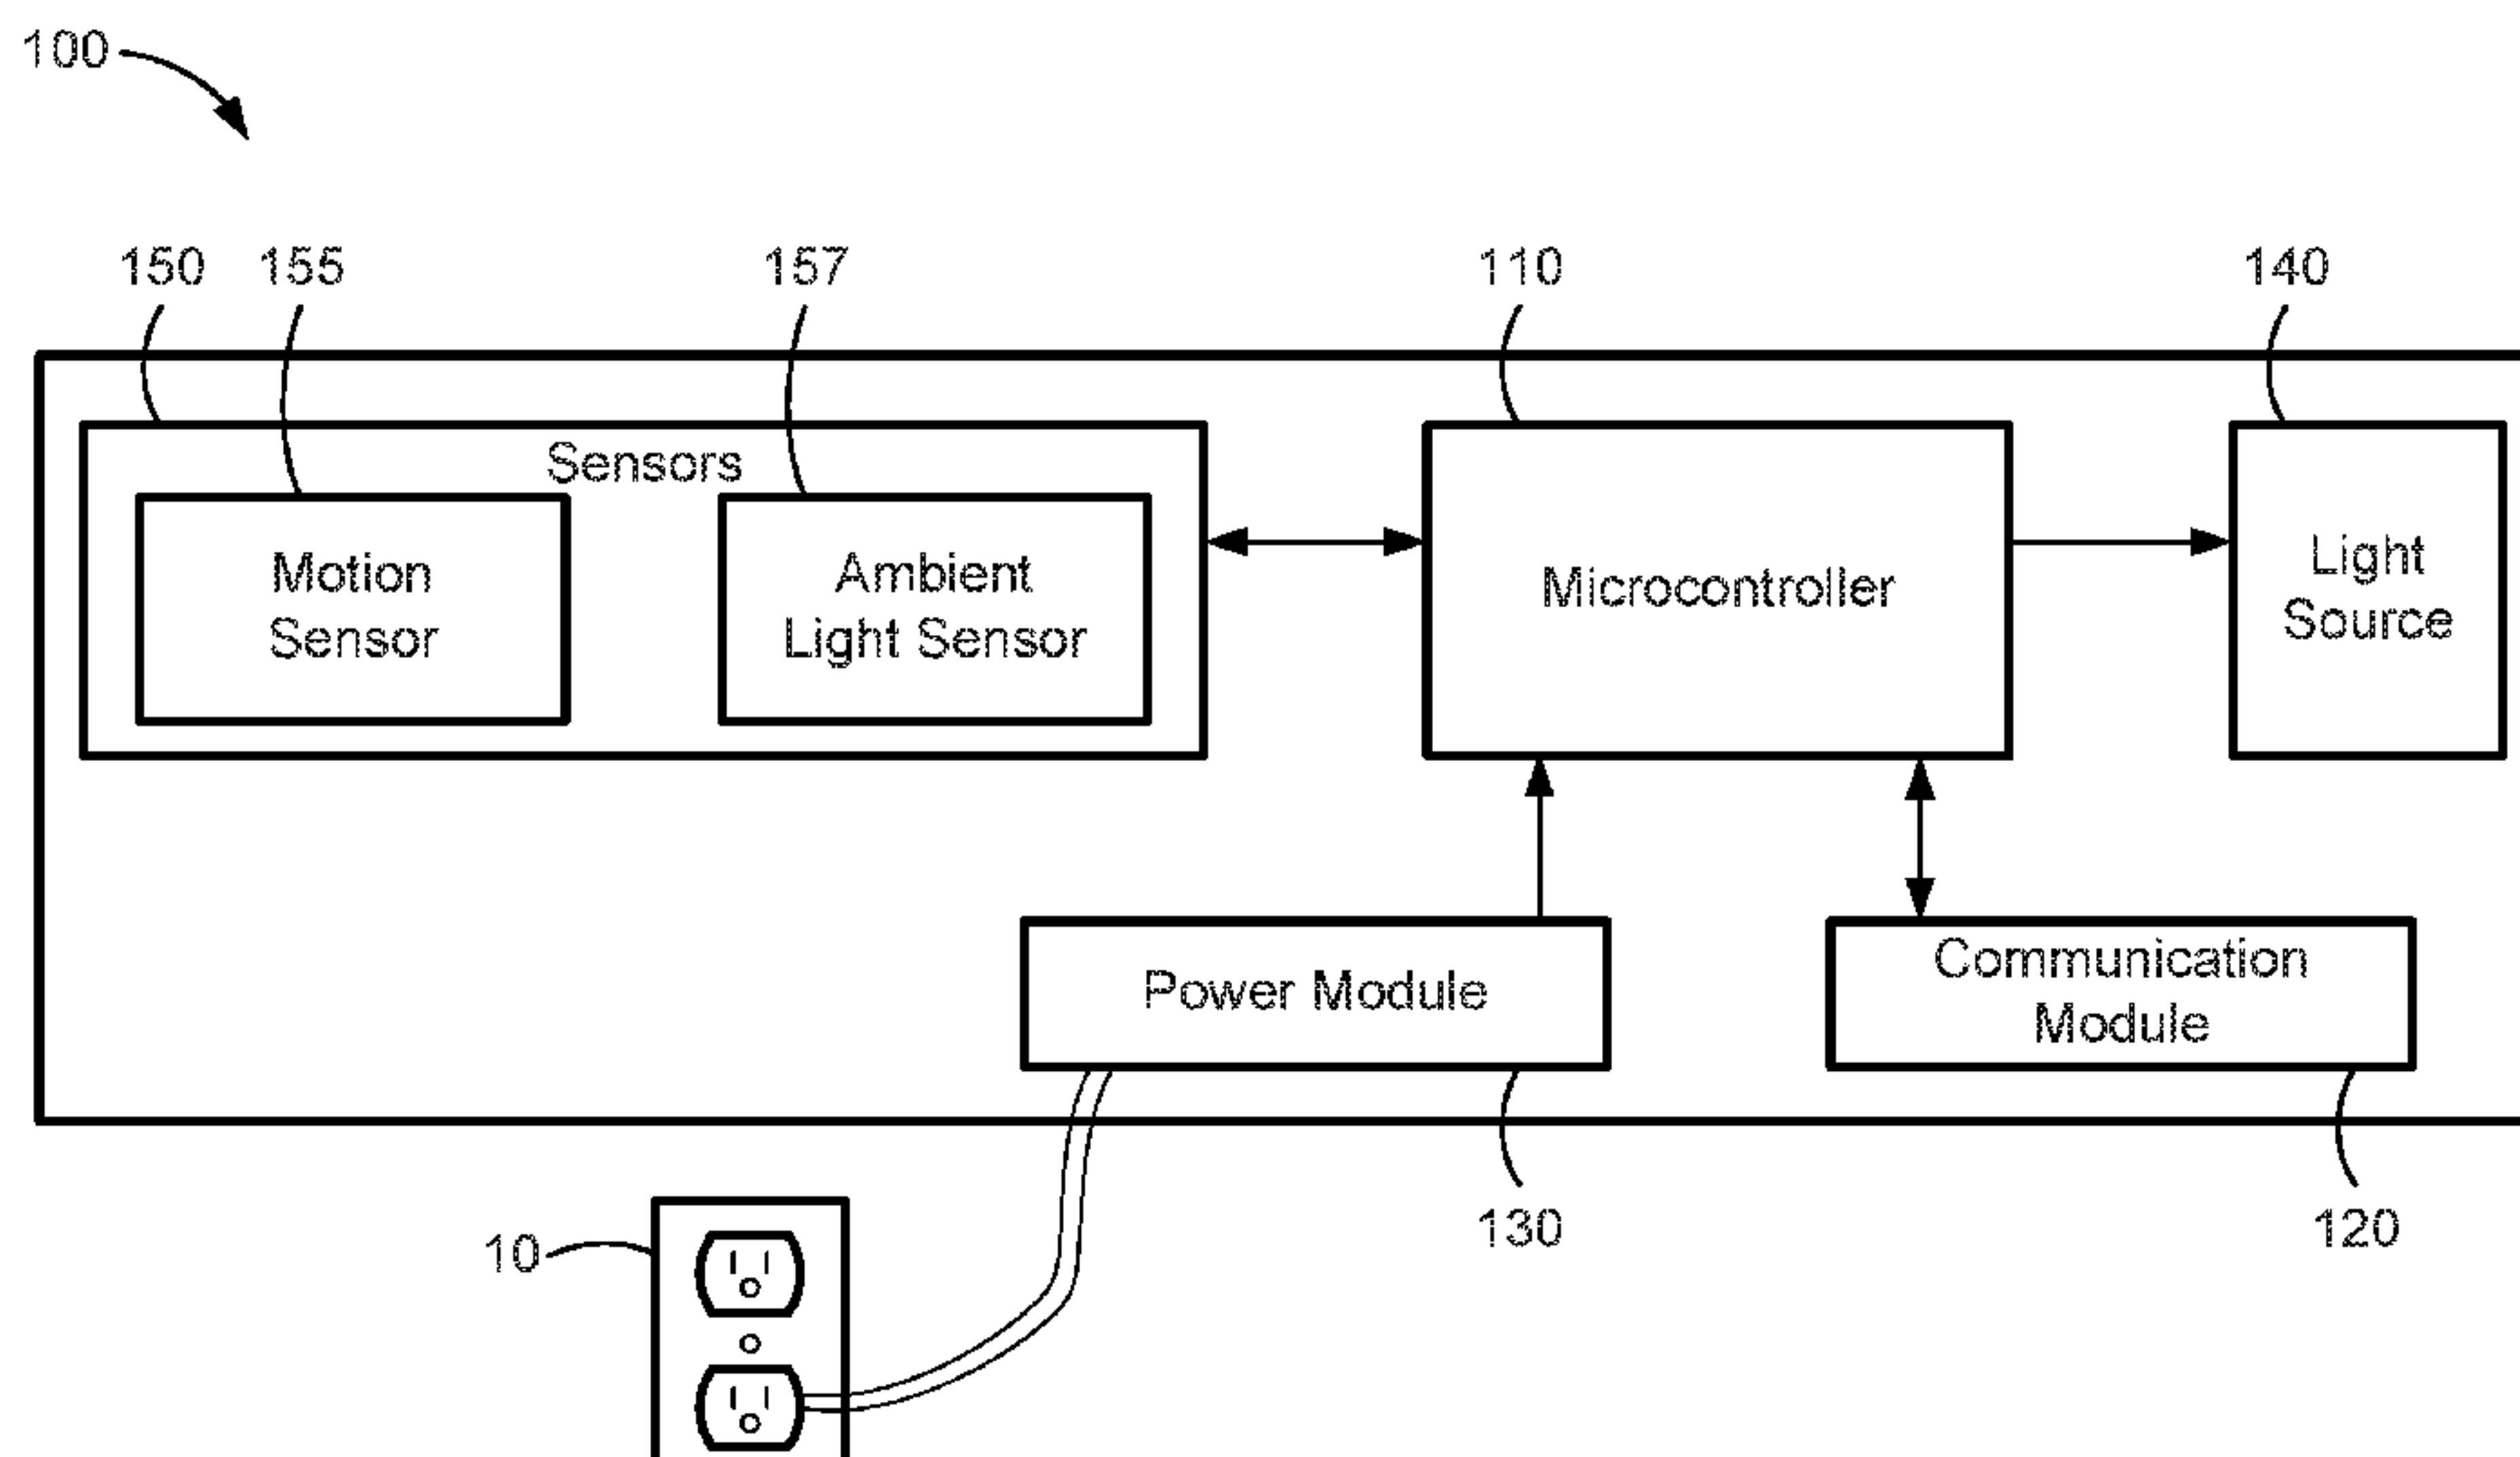 100
150
155
157
110
140
Sensors
Motion
Sensor
Ambient
Light Sensor
Microcontroller
Light
Source
Power Module
Communication
Module
130
120
10